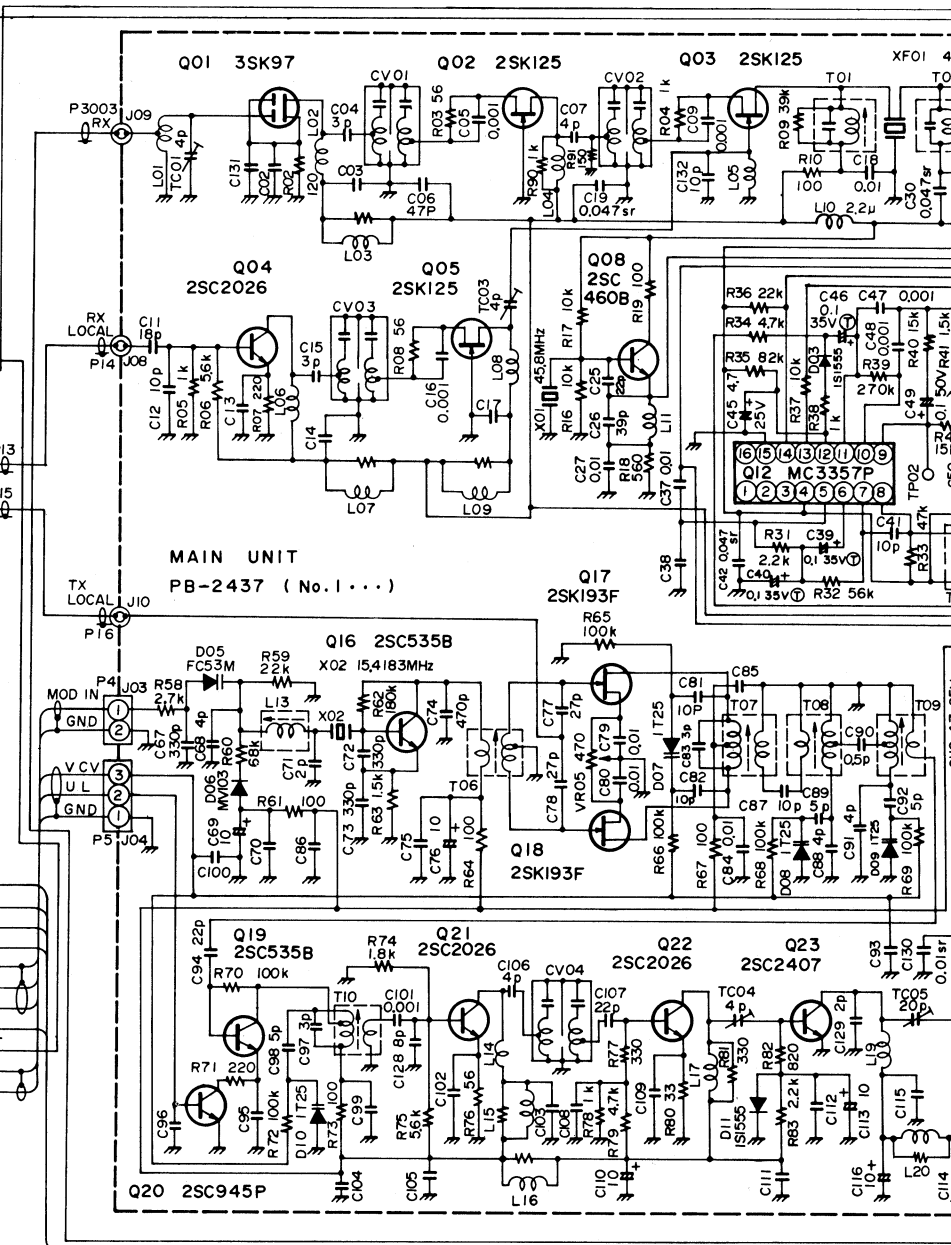 Q01 3SK97
Q02 2SK125
Q03 2SK125
XF01
CV01
CV02
T01
P3003
RX
J09
L01
TC01 4p
C131
C02
R02
120
L02
C04
3p
C03
C06
47P
L03
R03 56
C05
0,001
R90 1k
L04
C07
4p
R91
150
C19
0,047sr
R04 1k
C09
0,001
C132
10p
L05
R09 39k
R10
100
C18
0.01
L10 2,2μ
C30
0,047sr
Q04
2SC2026
Q05
2SK125
TC03
4p
Q08
2SC
460B
RX
LOCAL
P14
J08
C11
18p
C12 10p
R05 1k
R06 5,6k
C13
R07 220
L06
C15
3p
C14
CV03
R08 56
C16
0.001
C17
L08
L07
L09
45,8MHz
X01
R17 10k
R16 10k
C25
22p
C26
39p
C27
0,01
R18
560
R19 100
L11
C37 0,01
C38
R36 22k
R34 4,7k
R35 82k
C45 4,7
25V
R37 10k
D03
1S1555
R38
1k
C46
0.1
35V T
C47 0,001
C48
0,001
R39
270k
R40 15k
R41 1,5k
C49
0,1 50V
16 15 14 13 12 11 10 9
Q12 MC3357P
1 2 3 4 5 6 7 8
TP02
C42 0,047
sr
R31
2.2k
C39
0,1 35V T
C40
0,1 35V T
R32 56k
C41
10p
R33
47k
MAIN UNIT
PB-2437 (No.1・・・)
TX
LOCAL
P16
J10
Q16 2SC535B
X02 15,4183MHz
Q17
2SK193F
R65
100k
D05
FC53M
R59
22k
P4
J03
MOD IN
1
GND
2
R58
2.7k
C67
330p
C68 4p
R60
68k
L13
X02
C71
2p
R62
180k
C72
330p
C74
470p
T06
C77
27p
C78
27p
VR05 470
C79
0,01
C80
0,01
1T25
D07
C81
10P
C83 3p
C82
10p
T07
C85
T08
C90
0,5p
T09
C89
10p
C92
5p
VCV
3
UL
2
GND
1
P5
J04
D06
MV103
R61 100
C69
10
C100
C70
C86
C73 330p
R63 1.5k
C75
C76 10
R64 100
Q18
2SK193F
R66 100k
R67 100
C84 0,01
C87
R68 100k
D08 1T25
5p
C88 4p
C91 4p
D09 1T25
R69 100k
C94 22p
Q19
2SC535B
R70 100k
R74
1.8k
Q21
2SC2026
C106
4p
CV04
C107
22p
Q22
2SC2026
Q23
2SC2407
TC04
4p
C93
C130
0,01sr
TC05
20p
T10
C101
0,001
C97 3p
C98 5p
C128 8p
R71 220
C96
C95
R72 100k
D10 1T25
R73 100
C99
C104
R75
5,6k
C105
C102
R76 56
L14
L15
C103
C108
R78 1k
R77
330
R79 4.7k
C110
10
L16
C109
R80 33
L17
R81
330
D11
1S1555
R82
820
R83 2.2k
C111
C112
C113 10
C129 2p
L19
C115
L20
C116
10
C114
Q20 2SC945P